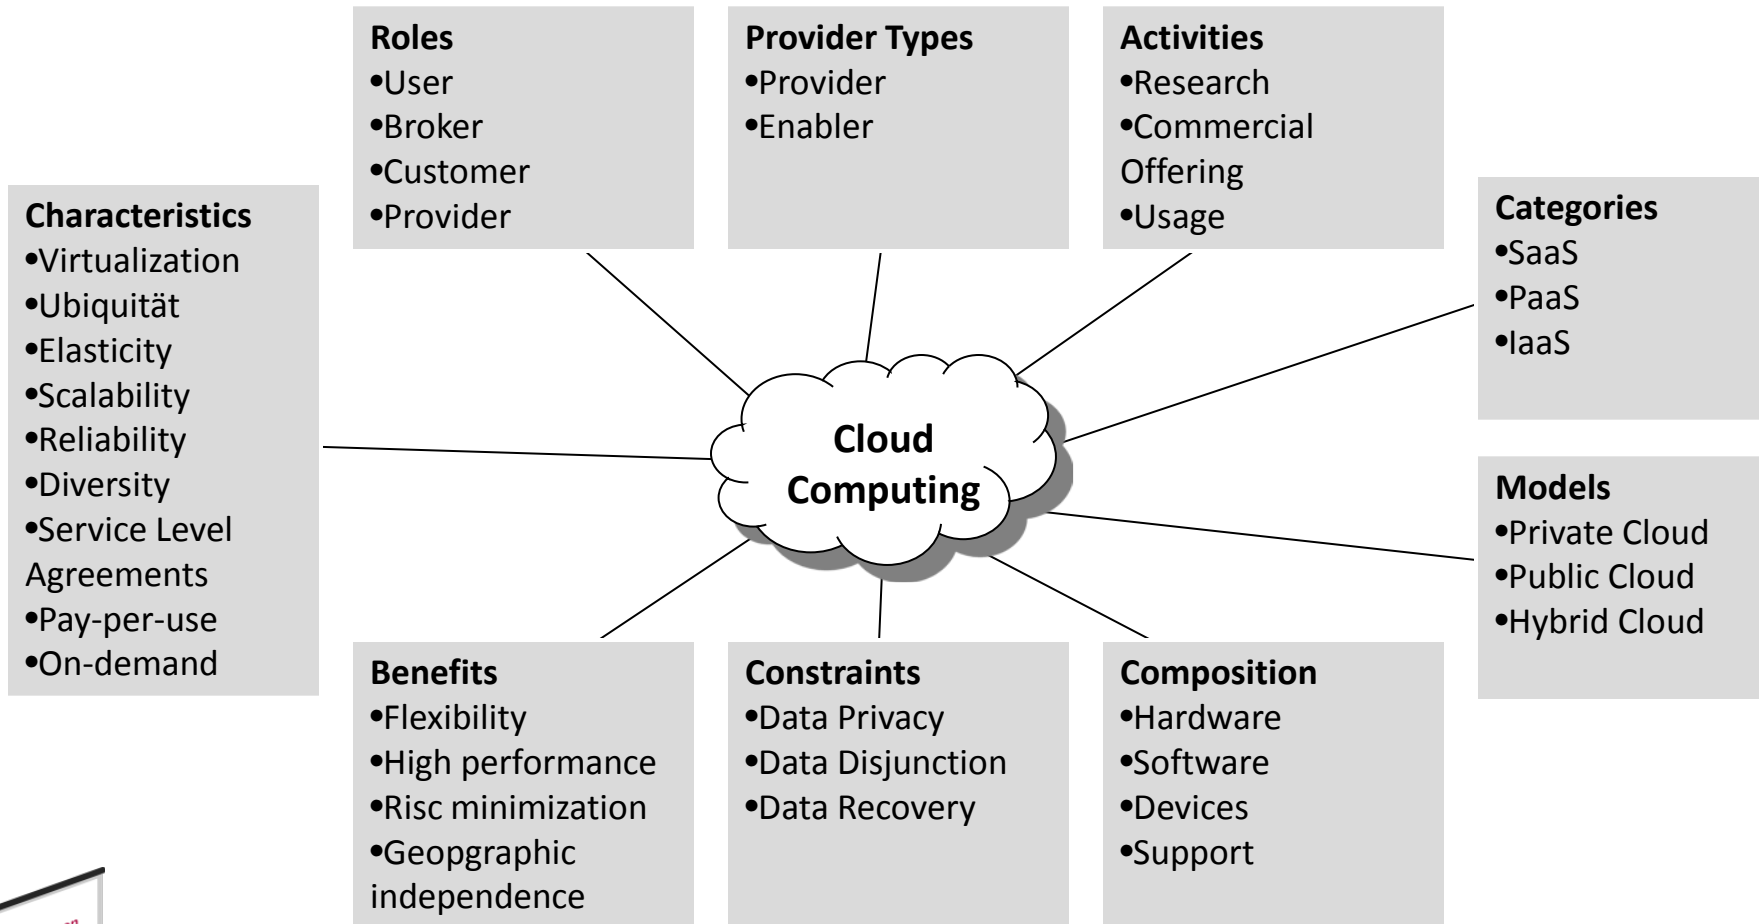 Roles
•User
•Broker
•Customer
•Provider
Provider Types
•Provider
•Enabler
Activities
•Research
•Commercial
Offering
•Usage
Characteristics
•Virtualization
•Ubiquität
•Elasticity
•Scalability
•Reliability
•Diversity
•Service Level
Agreements
•Pay-per-use
•On-demand
Categories
•SaaS
•PaaS
•IaaS
Cloud
Computing
Models
•Private Cloud
•Public Cloud
•Hybrid Cloud
Benefits
•Flexibility
•High performance
•Risc minimization
•Geopgraphic
independence
Constraints
•Data Privacy
•Data Disjunction
•Data Recovery
Composition
•Hardware
•Software
•Devices
•Support